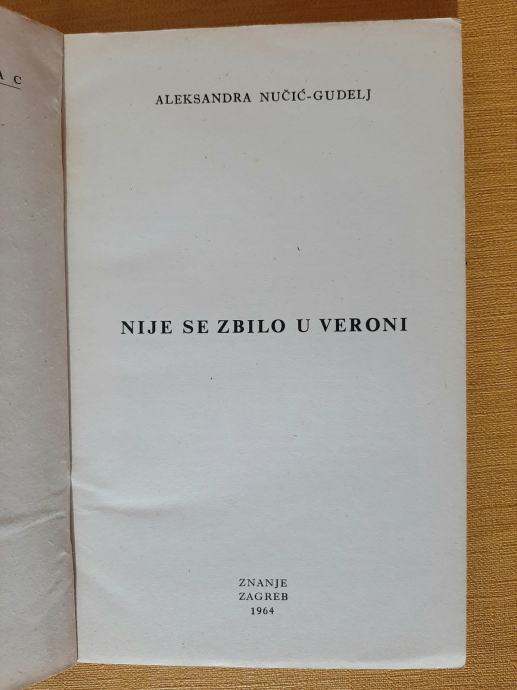 A C
ALEKSANDRA NUČIĆ-GUDELJ
NIJE SE ZBILO U VERONI
ZNANJE
ZAGREB
1964